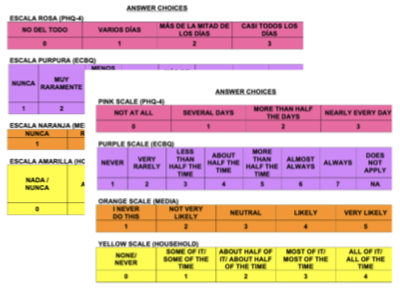 ANSWER CHOICES
ESCALA ROSA (PHQ-4)
NO DEL TODO VARIOS DÍAS MÁS DE LA MITAD DE LOS DÍAS CASI TODOS LOS DÍAS
0 1 2 3
ESCALA PURPURA (ECBQ)
NUNCA MUY RARAMENTE MENOS
1 2
ESCALA NARANJA (ME
NUNCA
1
ESCALA AMARILLA (HO
NADA / NUNCA
0
ANSWER CHOICES
PINK SCALE (PHQ-4)
NOT AT ALL SEVERAL DAYS MORE THAN HALF THE DAYS NEARLY EVERY DAY
0 1 2 3
PURPLE SCALE (ECBQ)
NEVER VERY RARELY LESS THAN HALF THE TIME ABOUT HALF THE TIME MORE THAN HALF THE TIME ALMOST ALWAYS ALWAYS DOES NOT APPLY
1 2 3 4 5 6 7 NA
ORANGE SCALE (MEDIA)
I NEVER DO THIS NOT VERY LIKELY NEUTRAL LIKELY VERY LIKELY
1 2 3 4 5
YELLOW SCALE (HOUSEHOLD)
NONE/ NEVER SOME OF IT/ SOME OF THE TIME ABOUT HALF OF IT/ ABOUT HALF OF THE TIME MOST OF IT/ MOST OF THE TIME ALL OF IT/ ALL OF THE TIME
0 1 2 3 4